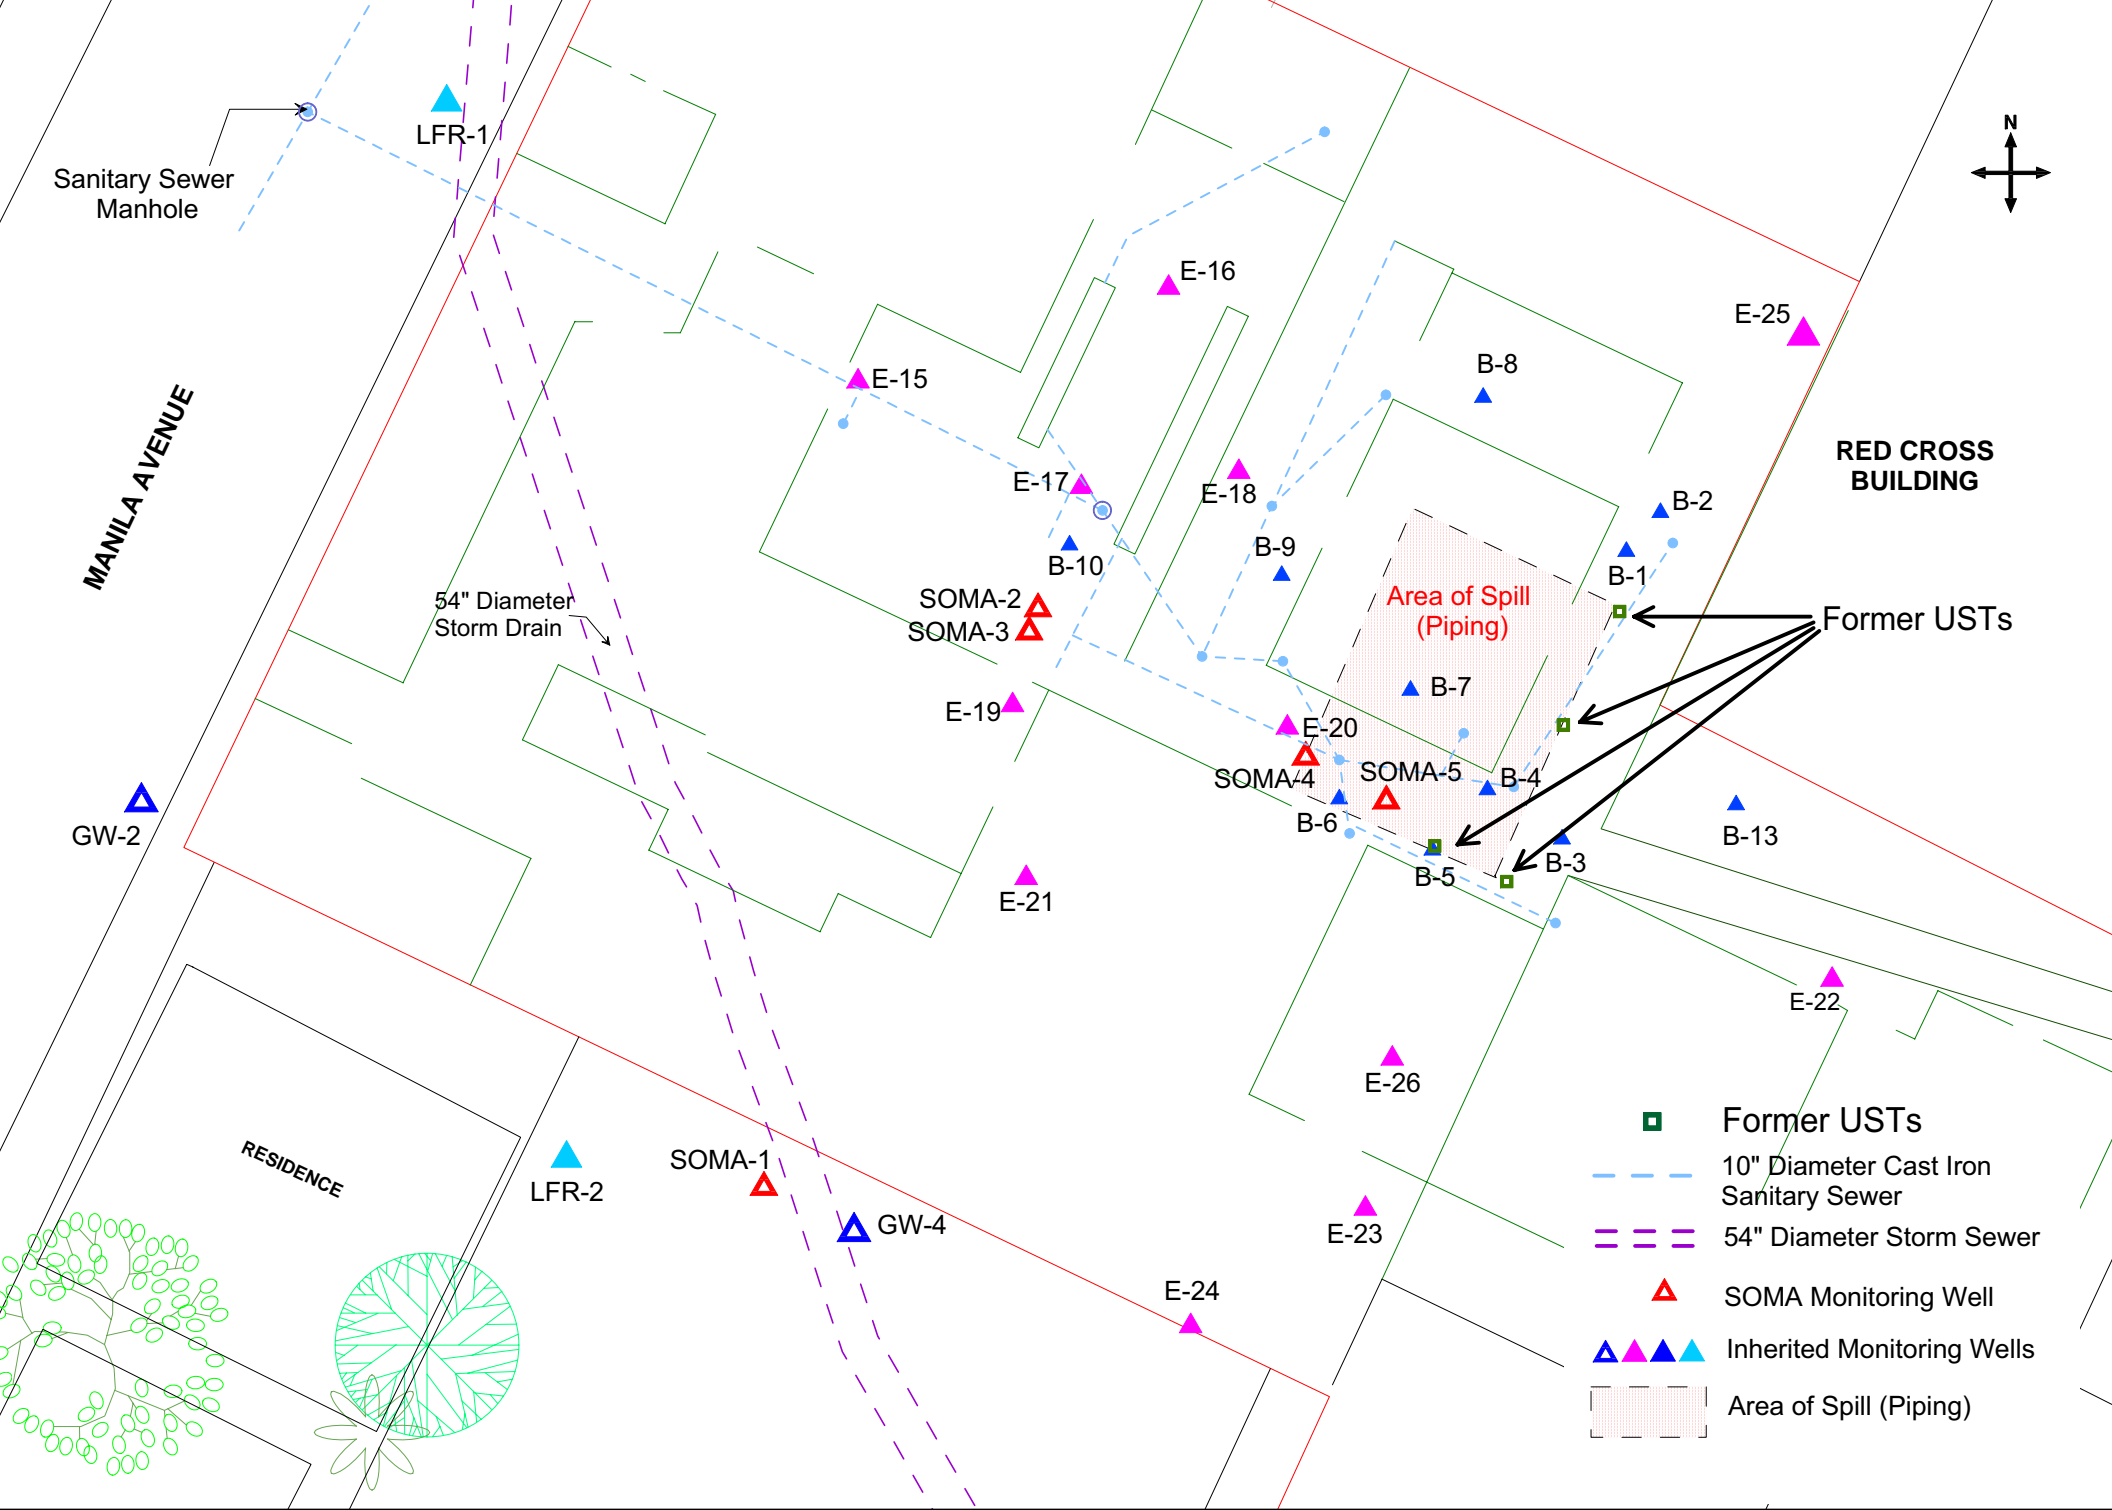 N
LFR-1
Sanitary Sewer
Manhole
E-16
E-25
E-15
B-8
MANILA AVENUE
RED CROSS
BUILDING
E-17
E-18
B-2
B-9
B-10
B-1
SOMA-2
SOMA-3
54" Diameter
Storm Drain
Area of Spill
(Piping)
Former USTs
B-7
E-19
E-20
SOMA-4
SOMA-5
B-4
GW-2
B-6
B-13
B-3
B-5
E-21
E-22
E-26
RESIDENCE
LFR-2
SOMA-1
GW-4
E-23
E-24
Former USTs
10" Diameter Cast Iron
Sanitary Sewer
54" Diameter Storm Sewer
SOMA Monitoring Well
Inherited Monitoring Wells
Area of Spill (Piping)